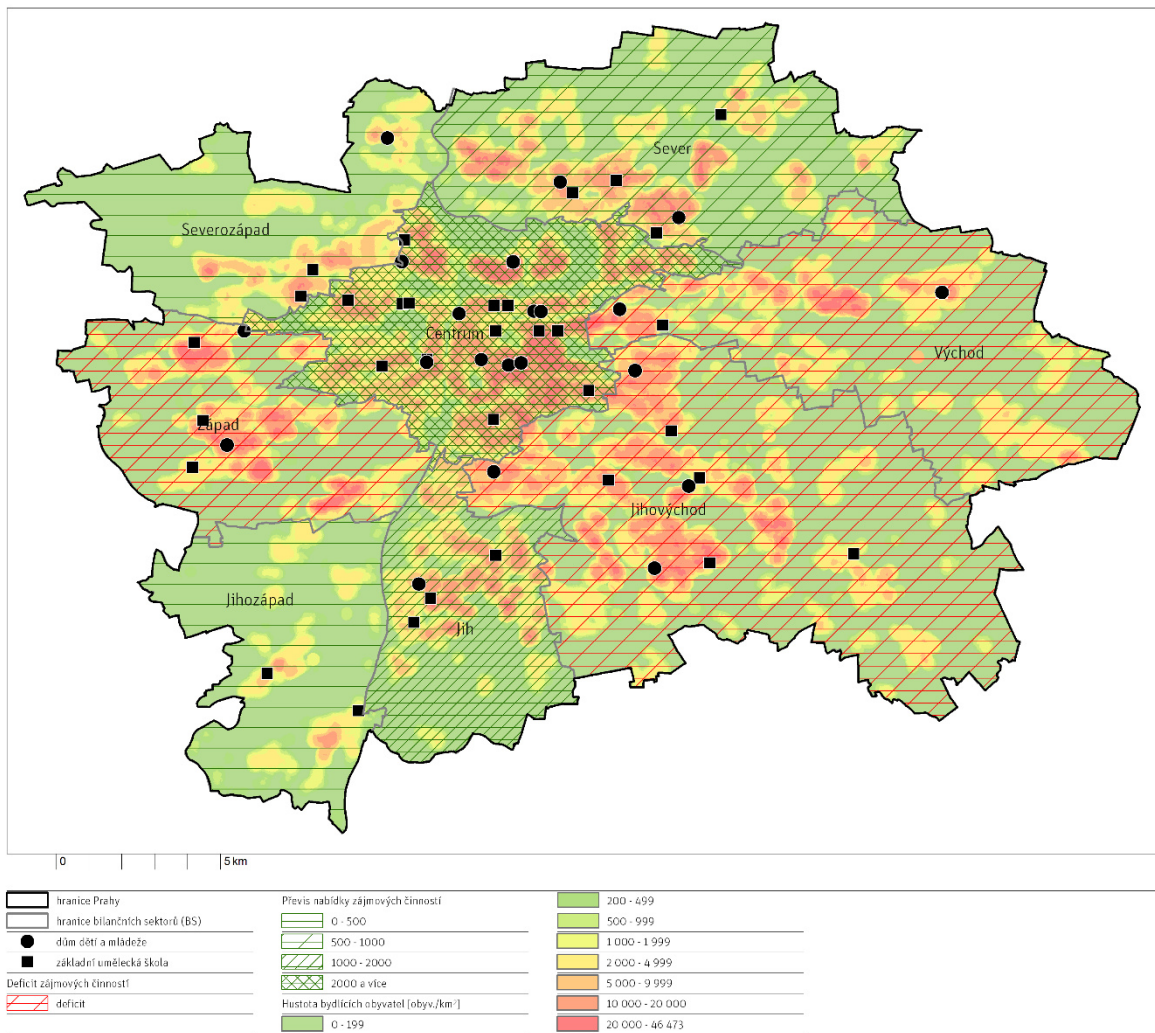 Sever
Severozápad
Centrum
Východ
Západ
Jihovýchod
Jihozápad
Jih
0 5 km
hranice Prahy
hranice bilančních sektorů (BS)
dům dětí a mládeže
základní umělecká škola
Deficit zájmových činností
deficit
Převis nabídky zájmových činností
0 - 500
500 - 1000
1000 - 2000
2000 a více
Hustota bydlících obyvatel [obyv./km²]
0 -199
200 - 499
500 - 999
1 000 - 1 999
2 000 - 4 999
5 000 - 9 999
10 000 - 20 000
20 000 - 46 473